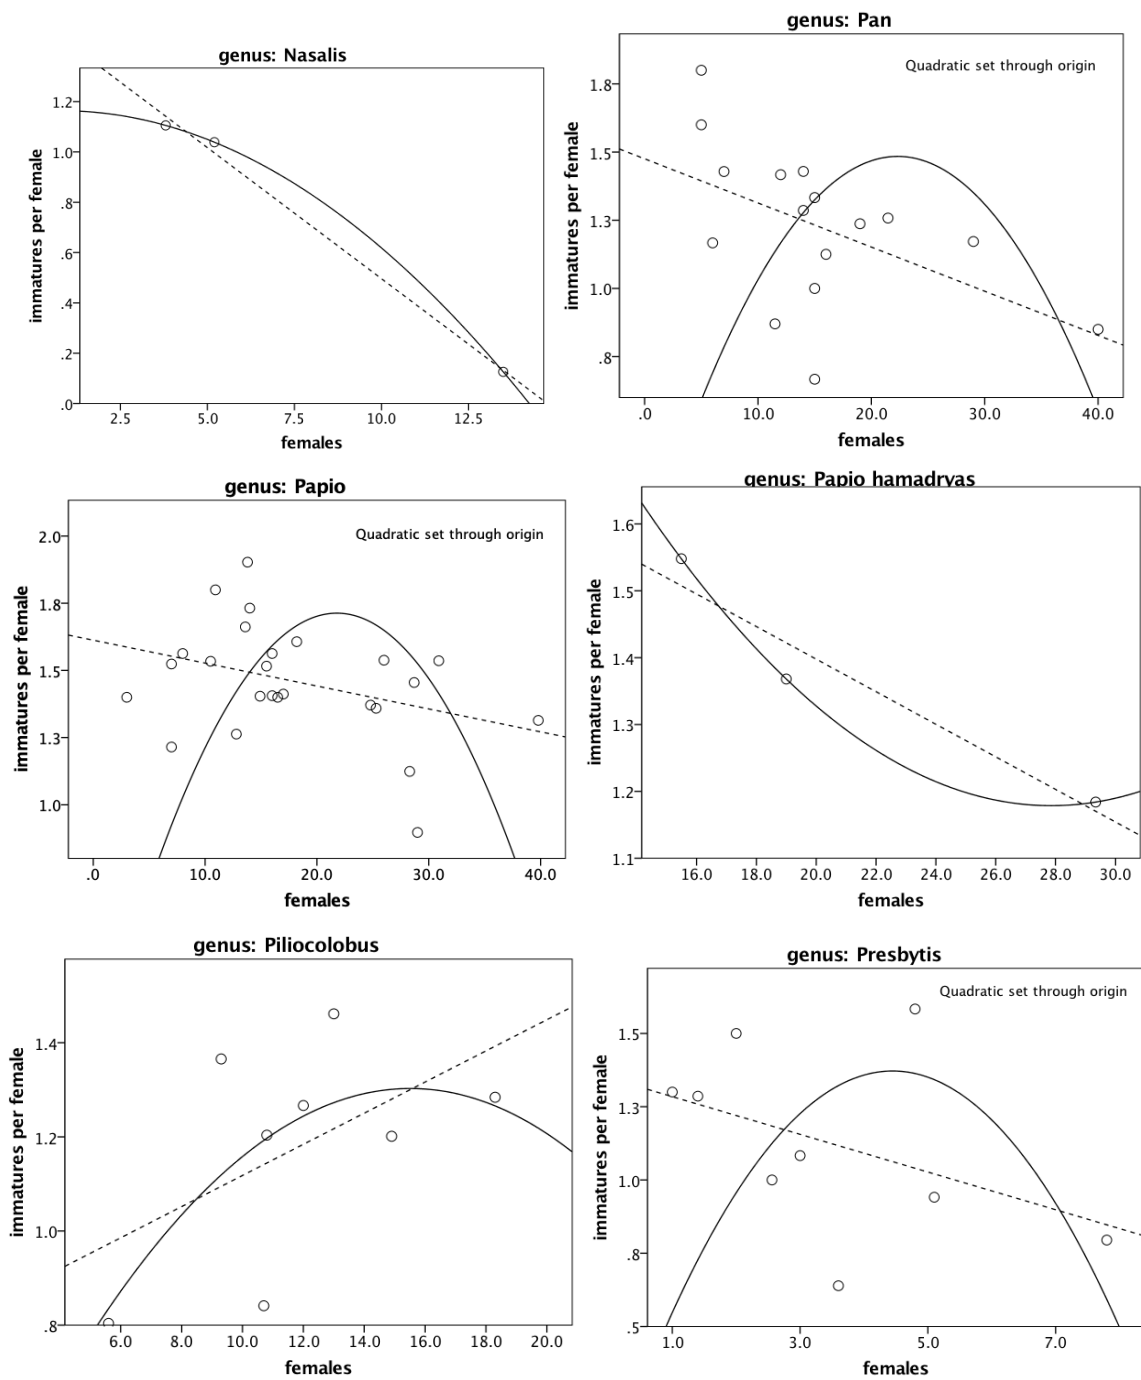 genus: Nasalis
immatures per female
1.2
1.0
.8
.6
.4
.2
.0
2.5 5.0 7.5 10.0 12.5
females
genus: Pan
Quadratic set through origin
immatures per female
1.8
1.5
1.3
1.0
.8
.0 10.0 20.0 30.0 40.0
females
genus: Papio
Quadratic set through origin
immatures per female
2.0
1.8
1.5
1.3
1.0
.0 10.0 20.0 30.0 40.0
females
genus: Papio hamadryas
immatures per female
1.6
1.5
1.4
1.3
1.2
1.1
16.0 18.0 20.0 22.0 24.0 26.0 28.0 30.0
females
genus: Piliocolobus
immatures per female
1.4
1.2
1.0
.8
6.0 8.0 10.0 12.0 14.0 16.0 18.0 20.0
females
genus: Presbytis
Quadratic set through origin
immatures per female
1.5
1.3
1.0
.8
.5
1.0 3.0 5.0 7.0
females